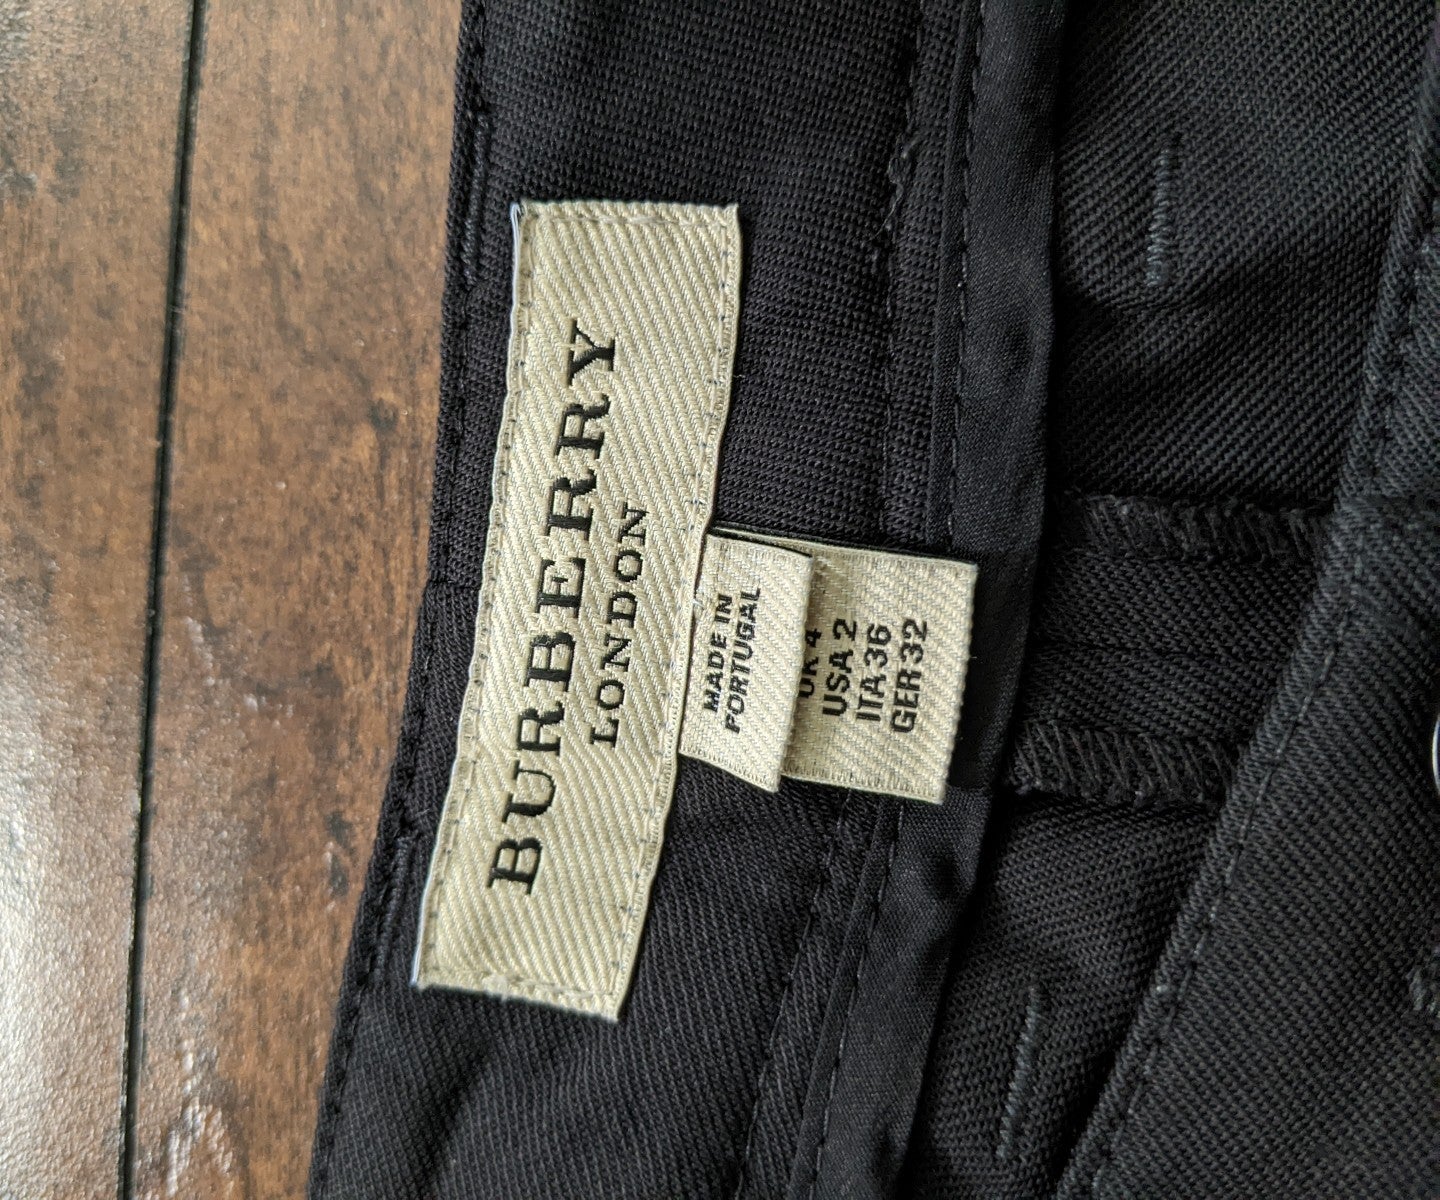 BURBERRY
LONDON
MADE IN
PORTUGAL
UK 4
USA 2
ITA 36
GER 32